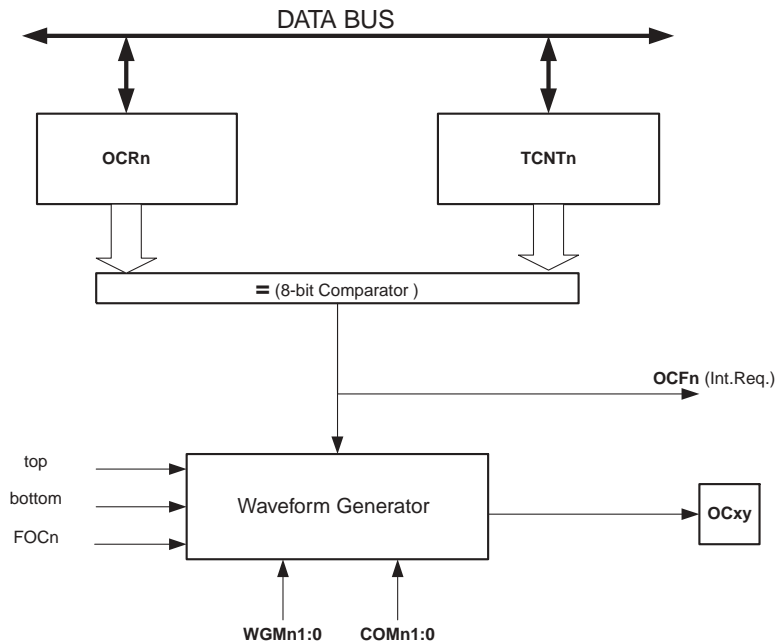 DATA BUS
OCRn
TCNTn
= (8-bit Comparator )
OCFn (Int.Req.)
top
bottom
FOCn
Waveform Generator
OCxy
WGMn1:0
COMn1:0